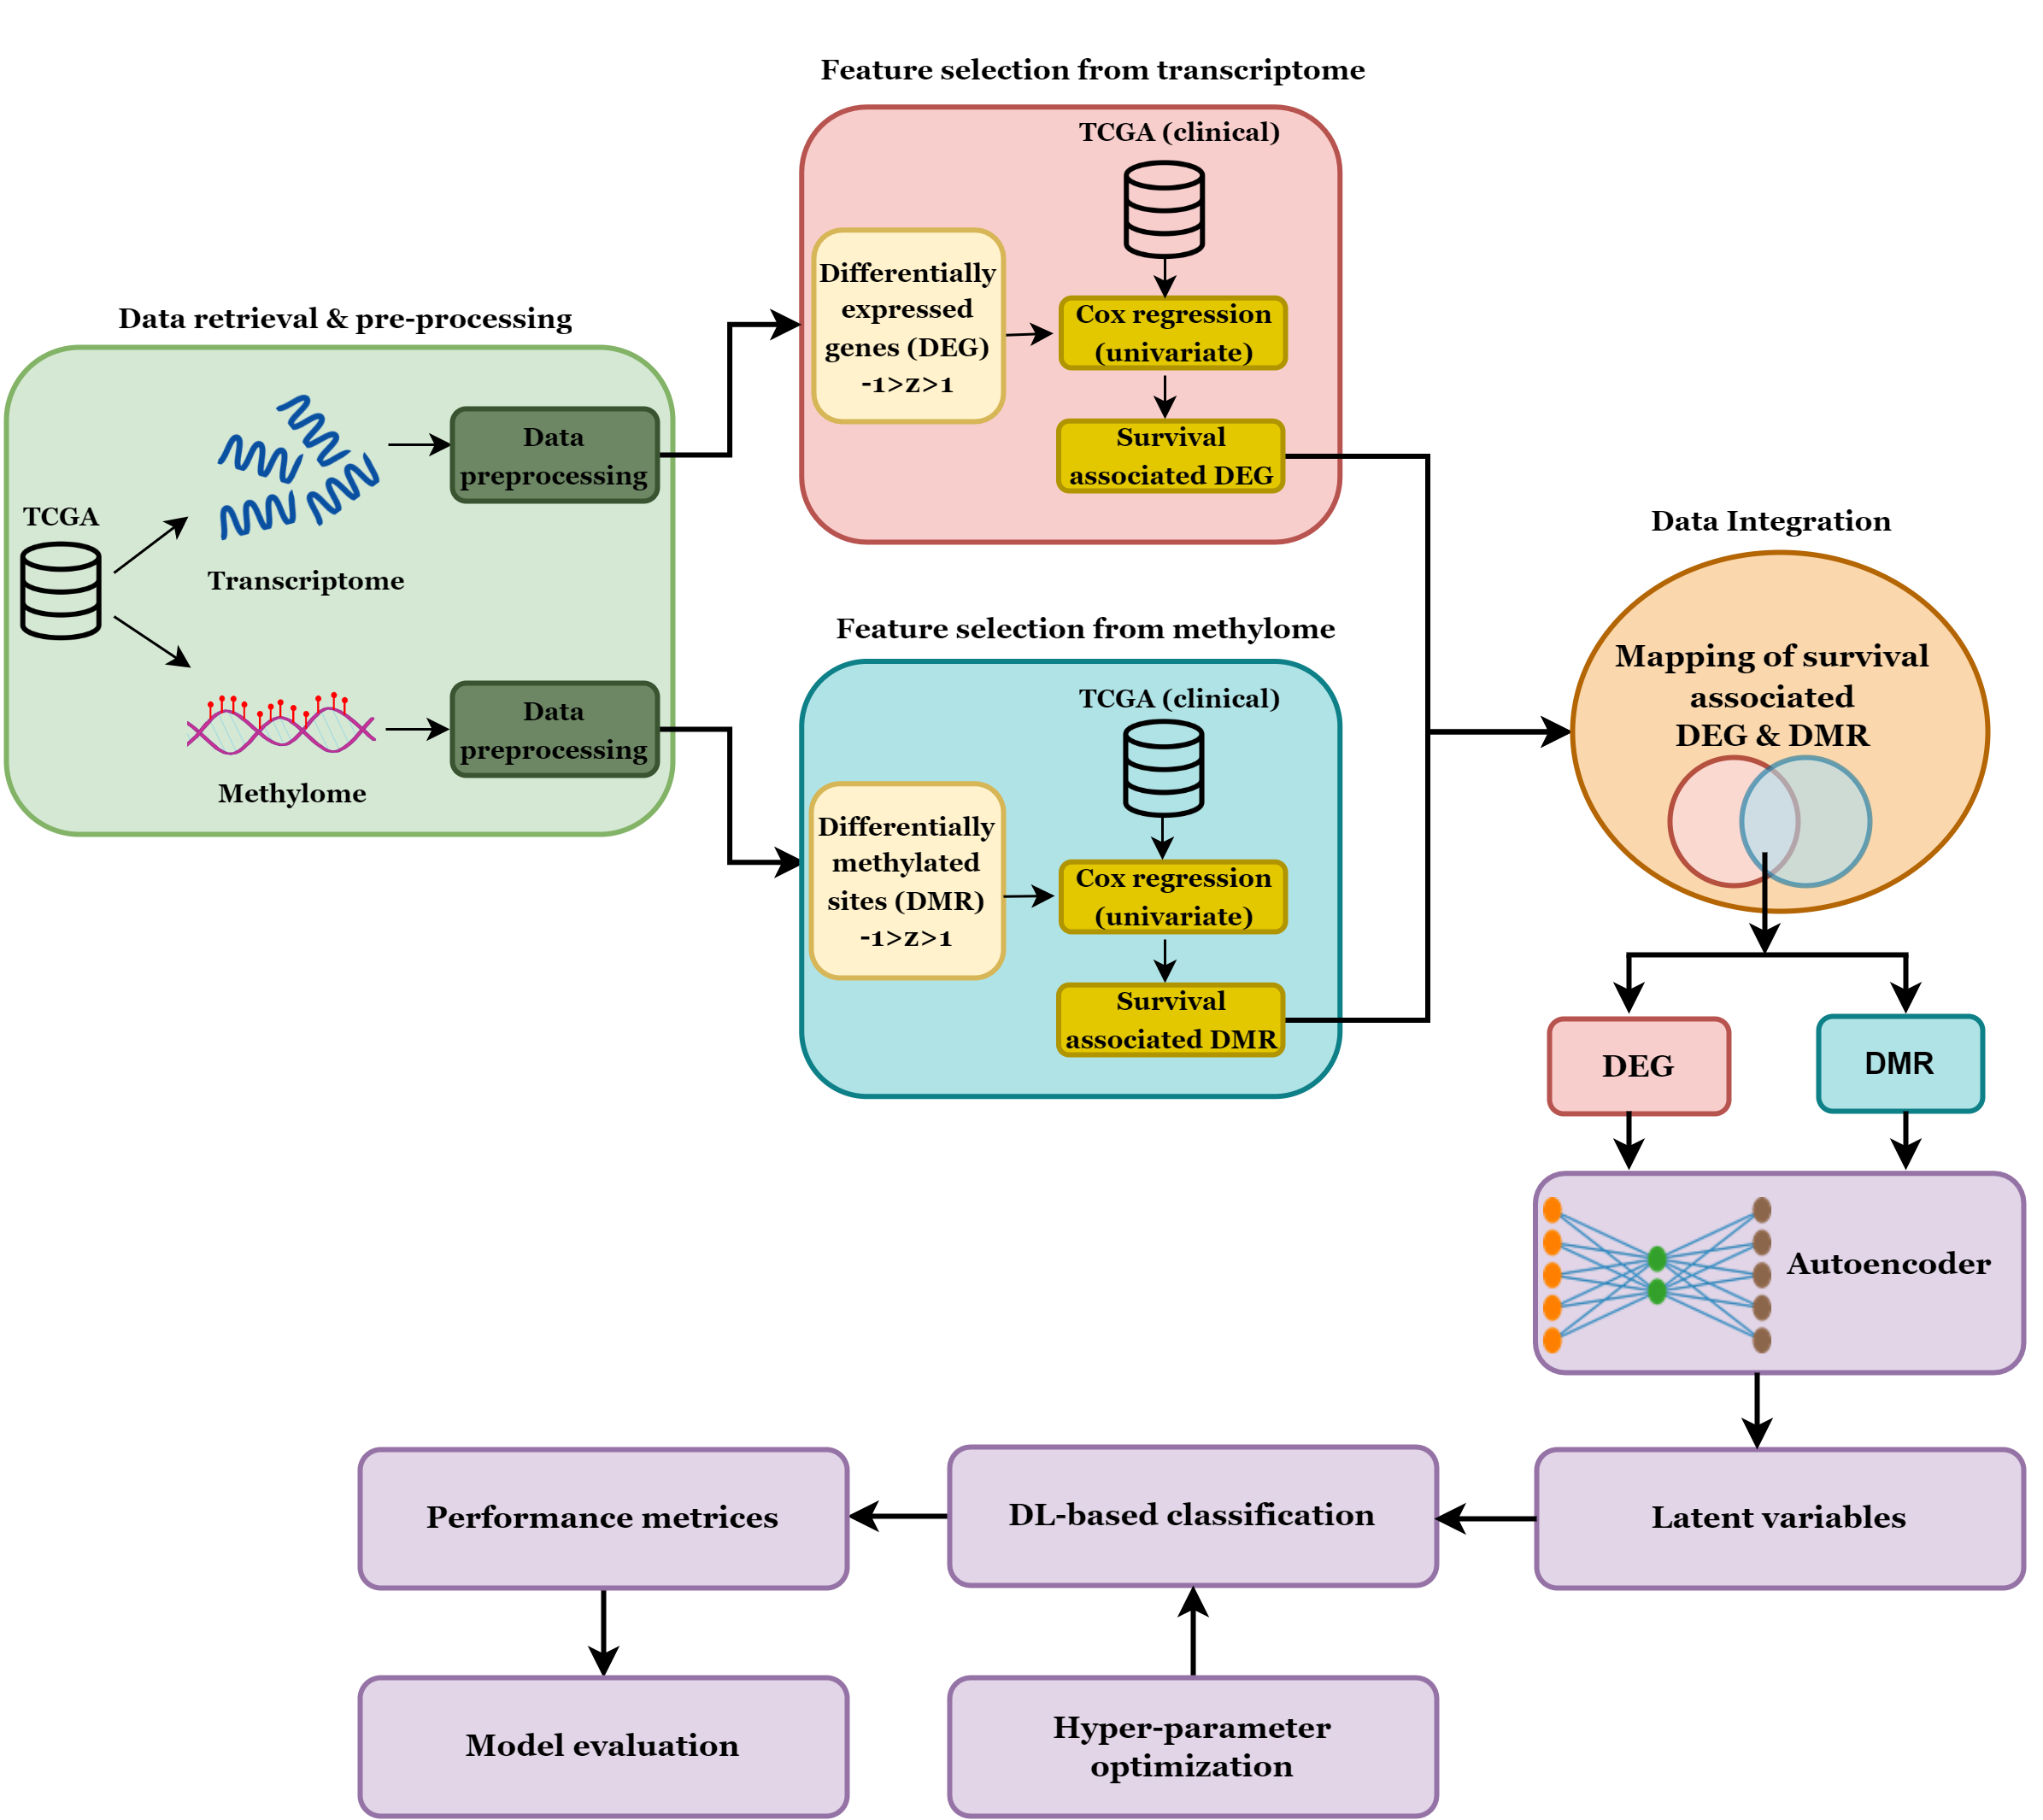 Feature selection from transcriptome
TCGA (clinical)
Differentially
expressed
genes (DEG)
-1>z>1
Cox regression
(univariate)
Survival
associated DEG
Data retrieval & pre-processing
TCGA
Transcriptome
Data
preprocessing
Methylome
Data
preprocessing
Feature selection from methylome
TCGA (clinical)
Differentially
methylated
sites (DMR)
-1>z>1
Cox regression
(univariate)
Survival
associated DMR
Data Integration
Mapping of survival
associated
DEG & DMR
DEG
DMR
Autoencoder
Latent variables
DL-based classification
Performance metrices
Model evaluation
Hyper-parameter
optimization